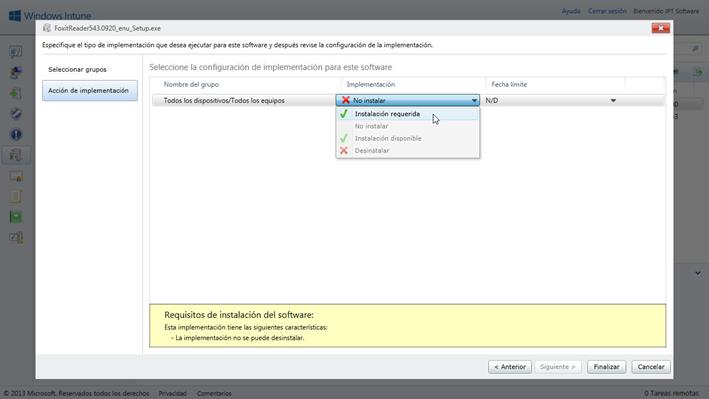 Windows Intune
Ayuda Cerrar sesión Bienvenido JPT Software
FoxitReader543.0920_enu_Setup.exe
Especifique el tipo de implementación que desea ejecutar para este software y después revise la configuración de la implementación.
Seleccionar grupos
Acción de implementación
Seleccione la configuración de implementación para este software
Nombre del grupo Implementación Fecha límite
Todos los dispositivos/Todos los equipos No instalar N/D
Instalación requerida
No instalar
Instalación disponible
Desinstalar
Requisitos de instalación del software:
Esta implementación tiene las siguientes características:
- La implementación no se puede desinstalar.
< Anterior Siguiente > Finalizar Cancelar
© 2013 Microsoft. Reservados todos los derechos Privacidad Comentarios 0 Tareas remotas